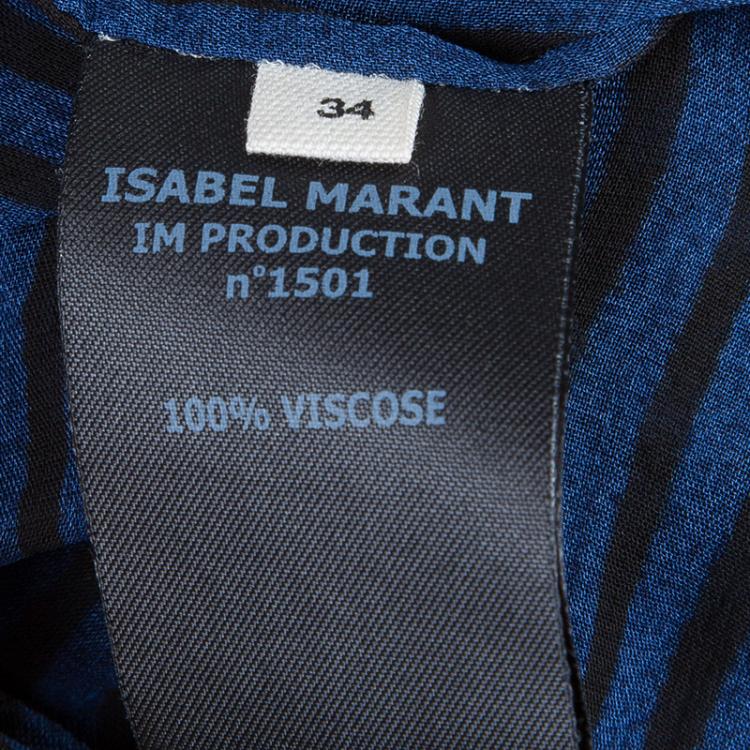 34
ISABEL MARANT
IM PRODUCTION
n°1501
100% VISCOSE